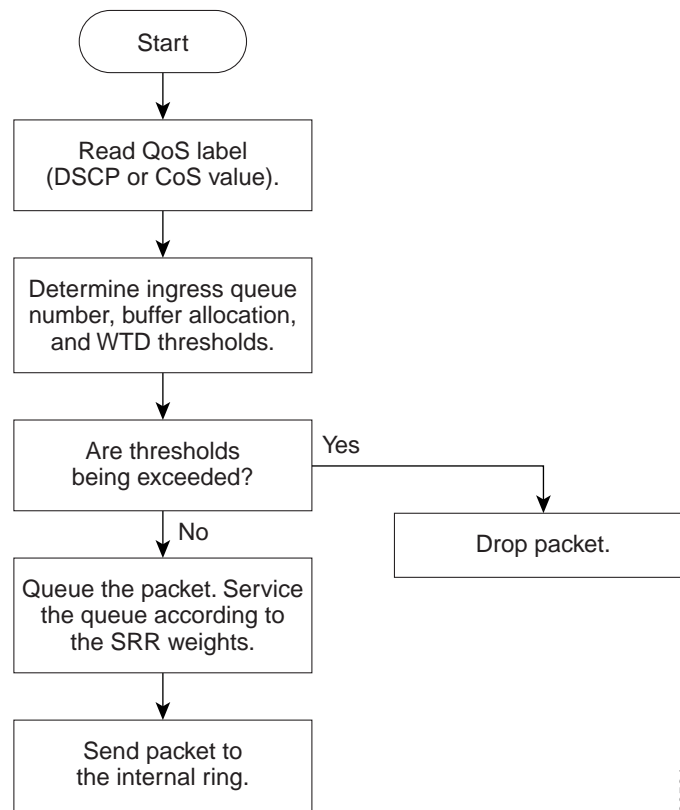 Start
Read QoS label
(DSCP or CoS value).
Determine ingress queue
number, buffer allocation,
and WTD thresholds.
Are thresholds
being exceeded?
Yes
No
Drop packet.
Queue the packet. Service
the queue according to
the SRR weights.
Send packet to
the internal ring.